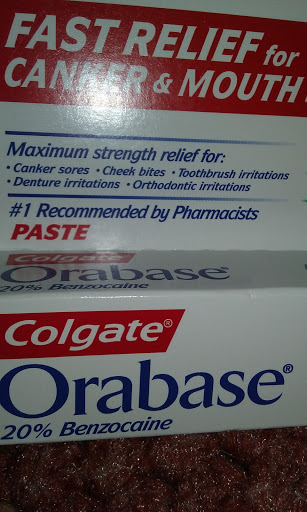 FAST RELIEF for
CANKER & MOUTH
Maximum strength relief for:
• Canker sores • Cheek bites • Toothbrush irritations
• Denture irritations • Orthodontic irritations
#1 Recommended by Pharmacists
PASTE
Colgate®
Orabase®
20% Benzocaine
Colgate®
Orabase®
20% Benzocaine